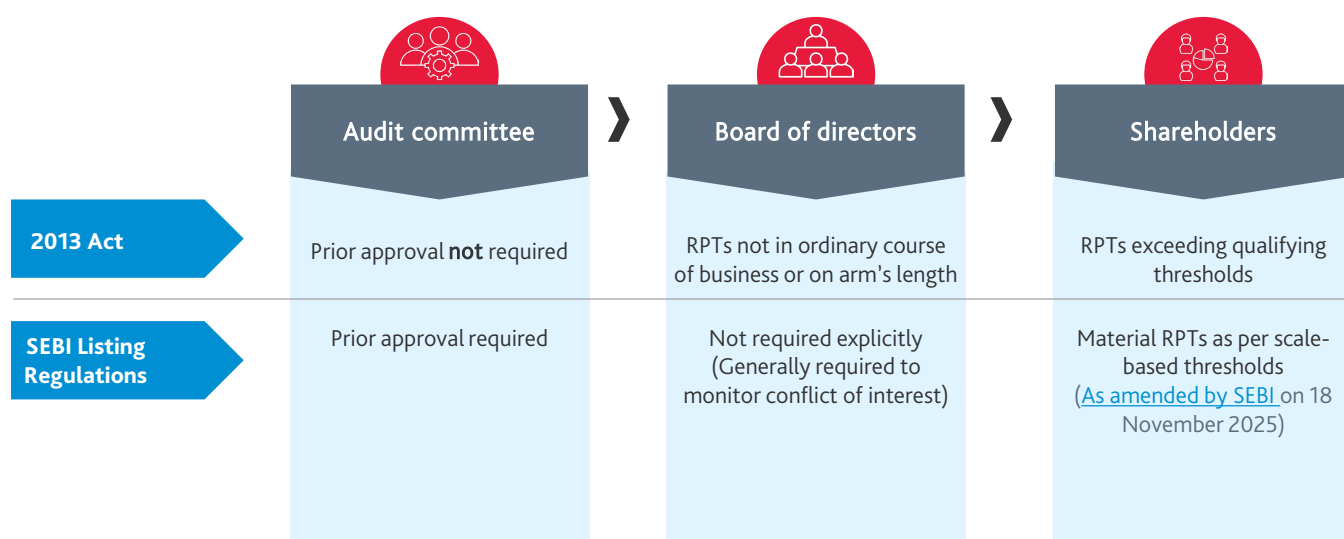 Audit committee
Board of directors
Shareholders
2013 Act
Prior approval not required
RPTs not in ordinary course
of business or on arm's length
RPTs exceeding qualifying
thresholds
SEBI Listing
Regulations
Prior approval required
Not required explicitly
(Generally required to
monitor conflict of interest)
Material RPTs as per scale-
based thresholds
(As amended by SEBI on 18
November 2025)